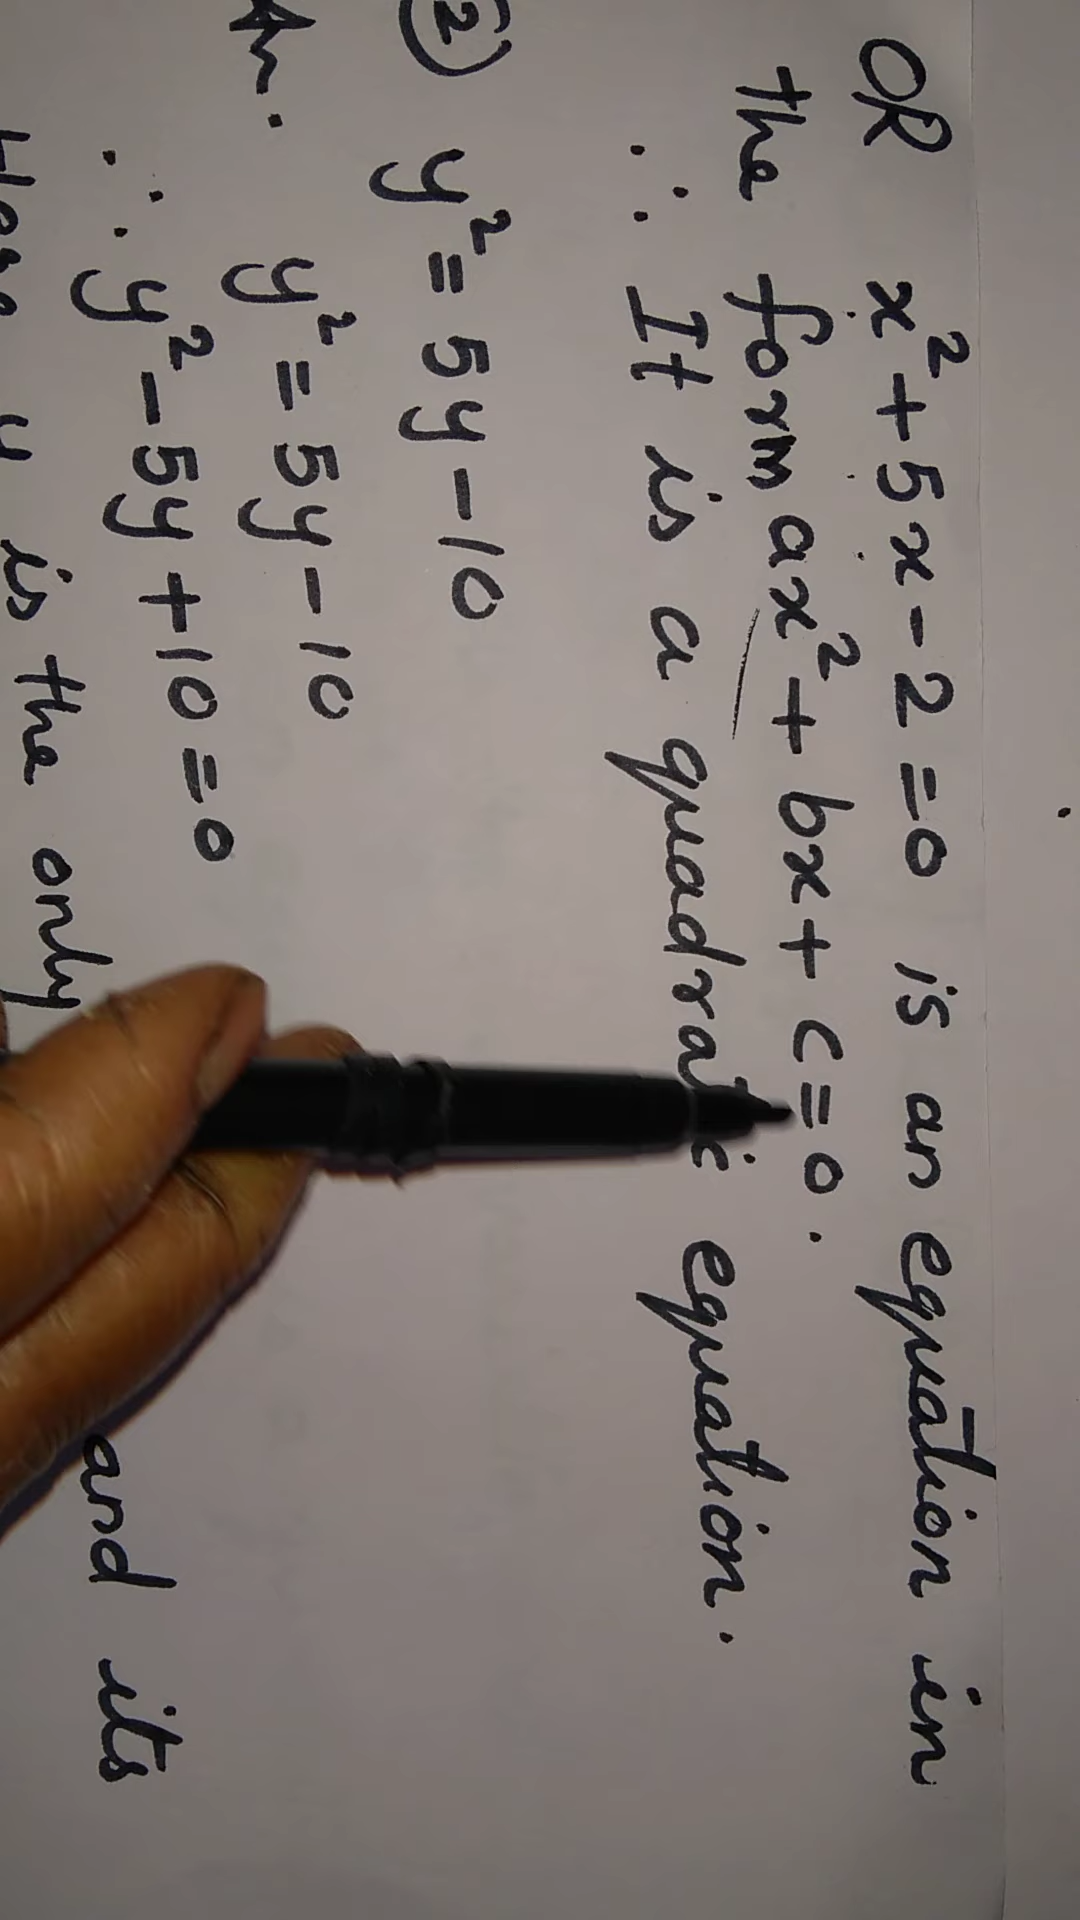 OR x² + 5x - 2 = 0 is an equation in
the form ax² + bx + c = 0.
∴ It is a quadratic equation.
(2) y² = 5y - 10
An. y² = 5y - 10
∴ y² - 5y + 10 = 0
Here y is the only and its